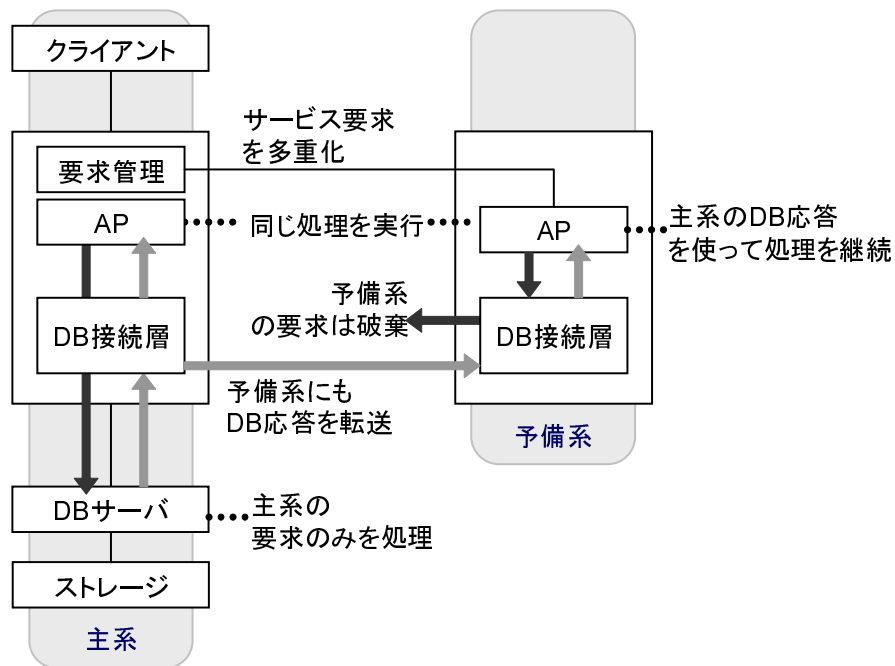 クライアント
サービス要求
を多重化
要求管理
AP
同じ処理を実行
AP
主系のDB応答
を使って処理を継続
予備系
の要求は破棄
DB接続層
DB接続層
予備系にも
DB応答を転送
予備系
DBサーバ
主系の
要求のみを処理
ストレージ
主系